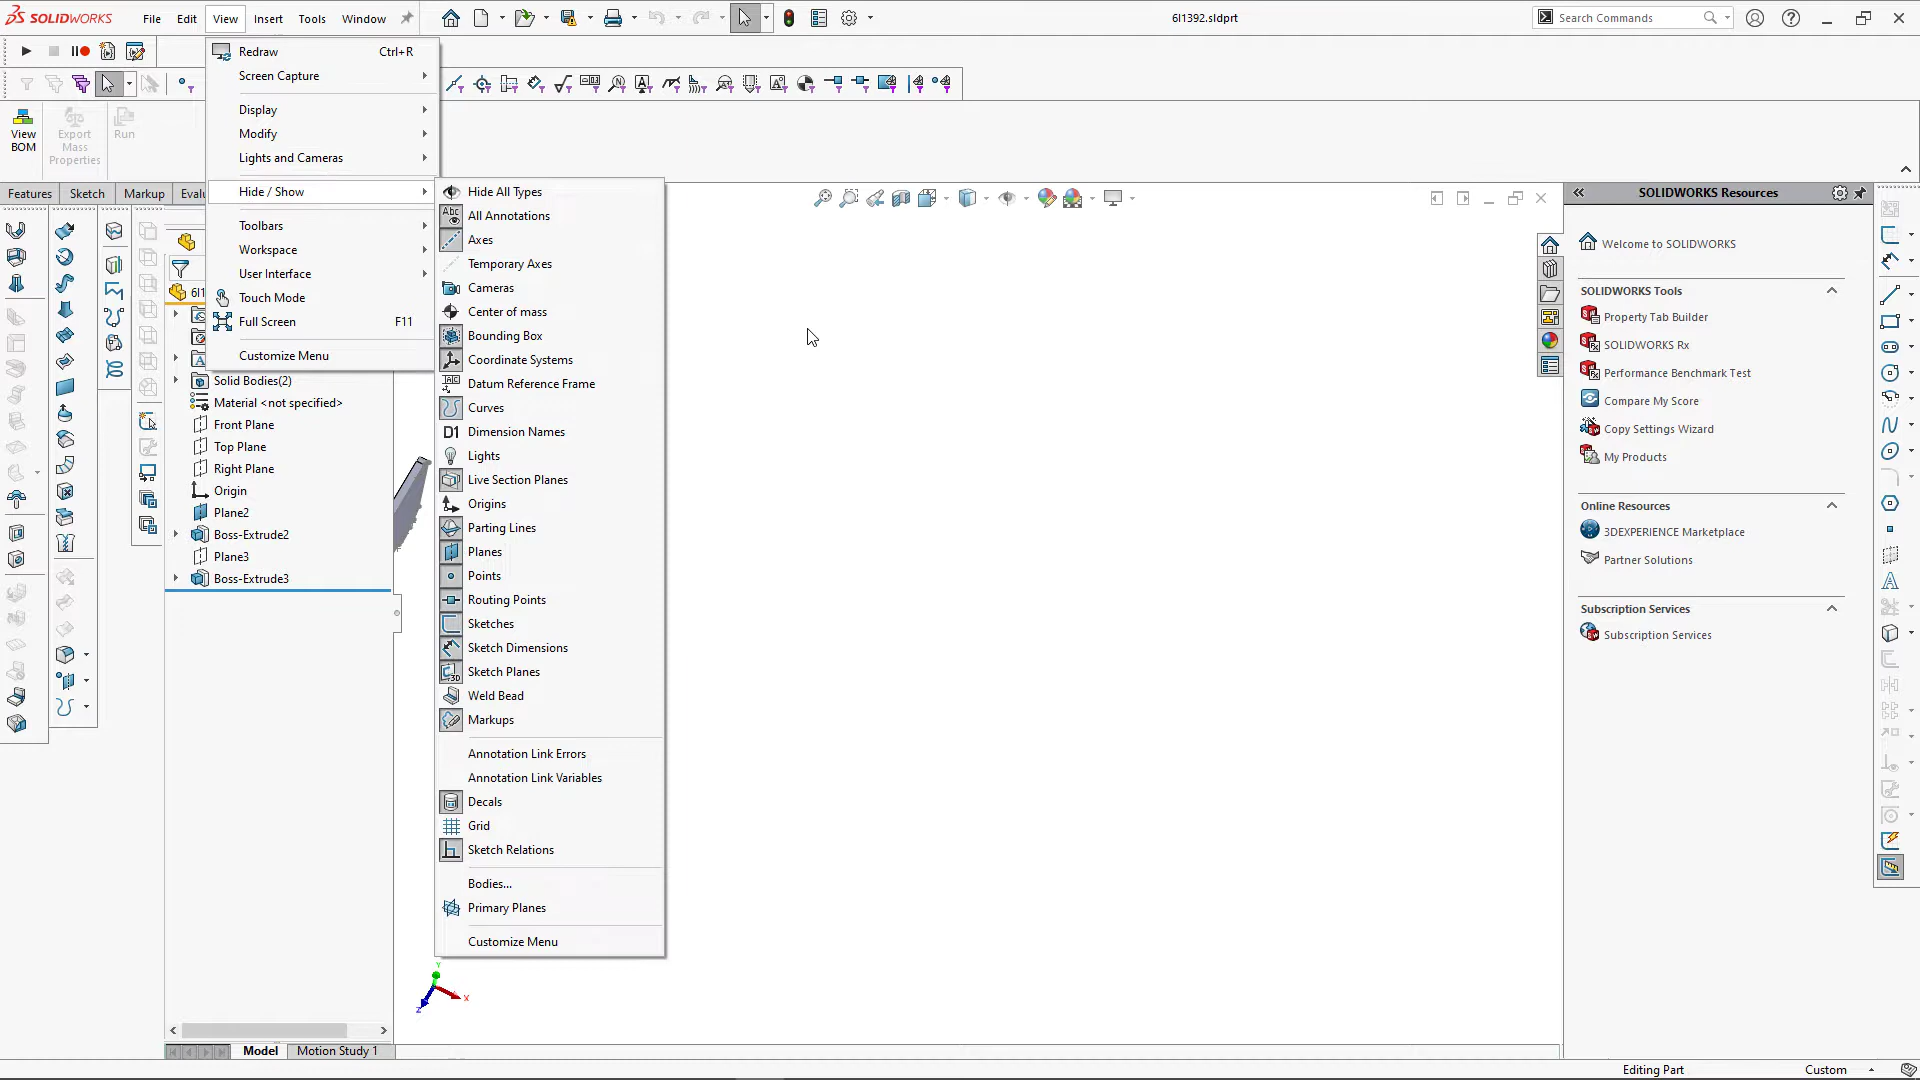 SOLIDWORKS File Edit View Insert Tools Window 6I1392.sldprt Search Commands
Redraw Ctrl+R
Screen Capture
Display
Modify
Lights and Cameras
Hide / Show
Toolbars
Workspace
User Interface
Touch Mode
Full Screen F11
Customize Menu
View BOM
Export Mass Properties
Run
Features Sketch Markup Evalu
Hide All Types
All Annotations
Axes
Temporary Axes
Cameras
Center of mass
Bounding Box
Coordinate Systems
Datum Reference Frame
Curves
D1 Dimension Names
Lights
Live Section Planes
Origins
Parting Lines
Planes
Points
Routing Points
Sketches
Sketch Dimensions
Sketch Planes
Weld Bead
Markups
Annotation Link Errors
Annotation Link Variables
Decals
Grid
Sketch Relations
Bodies...
Primary Planes
Customize Menu
6I1
Solid Bodies(2)
Material <not specified>
Front Plane
Top Plane
Right Plane
Origin
Plane2
Boss-Extrude2
Plane3
Boss-Extrude3
Y
X
Z
Model Motion Study 1
SOLIDWORKS Resources
Welcome to SOLIDWORKS
SOLIDWORKS Tools
Property Tab Builder
SOLIDWORKS Rx
Performance Benchmark Test
Compare My Score
Copy Settings Wizard
My Products
Online Resources
3DEXPERIENCE Marketplace
Partner Solutions
Subscription Services
Subscription Services
Editing Part Custom